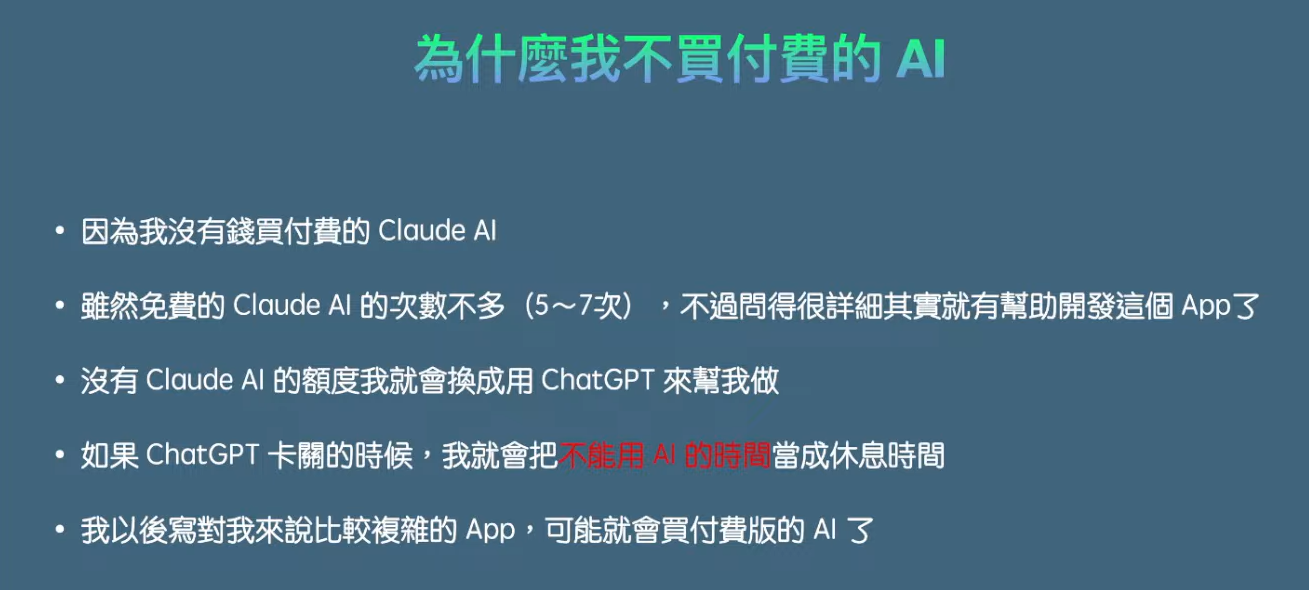 為什麼我不買付費的 AI
• 因為我沒有錢買付費的 Claude AI
• 雖然免費的 Claude AI 的次數不多（5～7次），不過問得很詳細其實就有幫助開發這個 App了
• 沒有 Claude AI 的額度我就會換成用 ChatGPT 來幫我做
• 如果 ChatGPT 卡關的時候，我就會把不能用 AI 的時間當成休息時間
• 我以後寫對我來說比較複雜的 App，可能就會買付費版的 AI 了